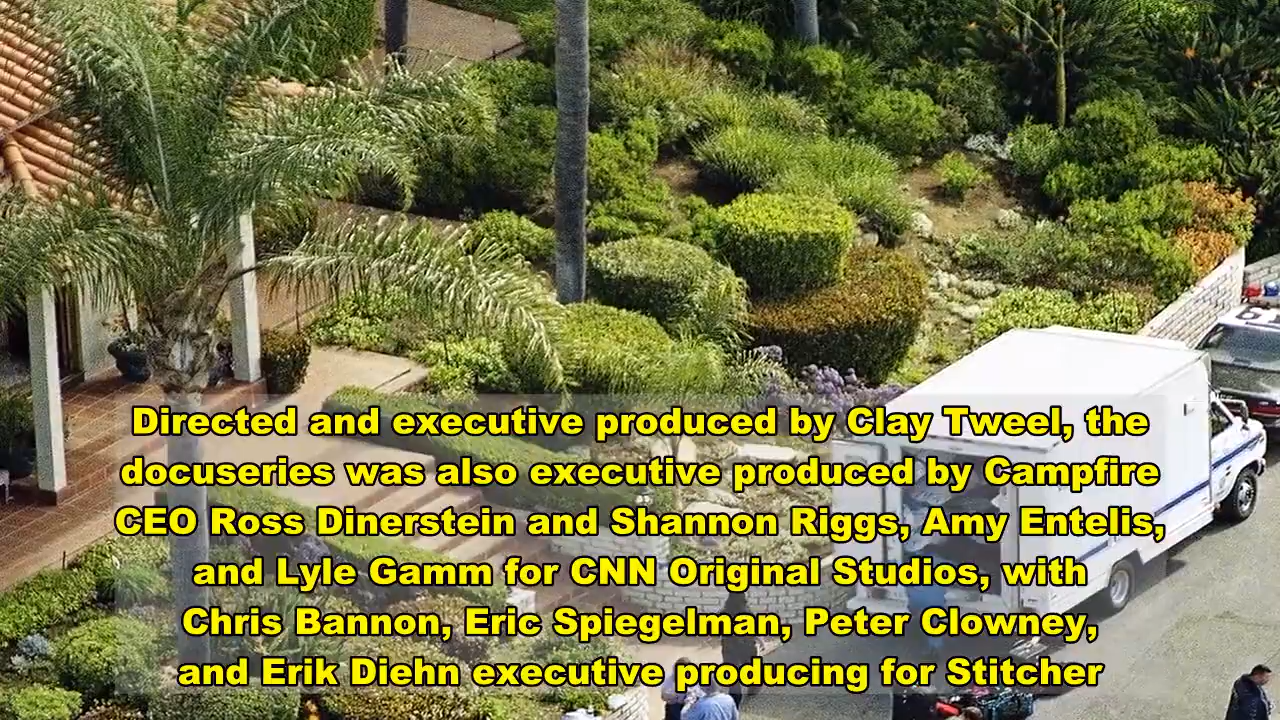 Directed and executive produced by Clay Tweel, the
docuseries was also executive produced by Campfire
CEO Ross Dinerstein and Shannon Riggs, Amy Entelis,
and Lyle Gamm for CNN Original Studios, with
Chris Bannon, Eric Spiegelman, Peter Clowney,
and Erik Diehn executive producing for Stitcher